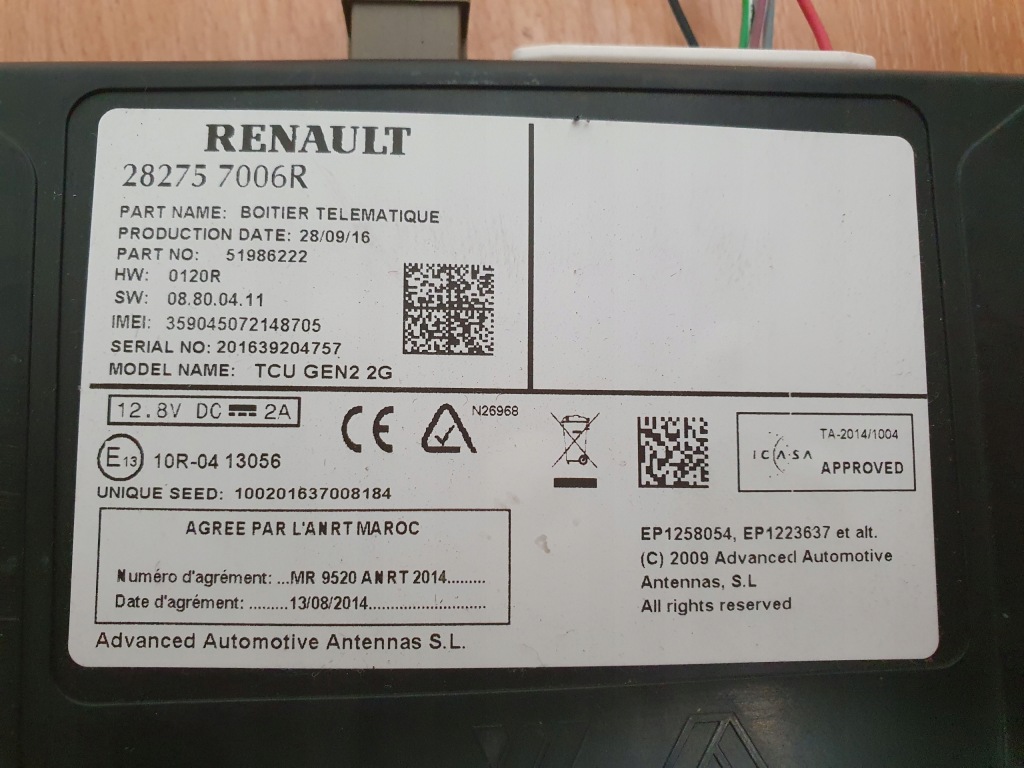 RENAULT
28275 7006R
PART NAME: BOITIER TELEMATIQUE
PRODUCTION DATE: 28/09/16
PART NO: 51986222
HW: 0120R
SW: 08.80.04.11
IMEI: 359045072148705
SERIAL NO: 201639204757
MODEL NAME: TCU GEN2 2G
12.8V DC 2A
CE
N26968
E13
10R-04 13056
UNIQUE SEED: 100201637008184
AGREE PAR L'ANRT MAROC
Numéro d'agrément: ...MR 9520 ANRT 2014.........
Date d'agrément: .........13/08/2014...........................
Advanced Automotive Antennas S.L.
TA-2014/1004
ICASA
APPROVED
EP1258054, EP1223637 et alt.
(C) 2009 Advanced Automotive
Antennas, S.L
All rights reserved